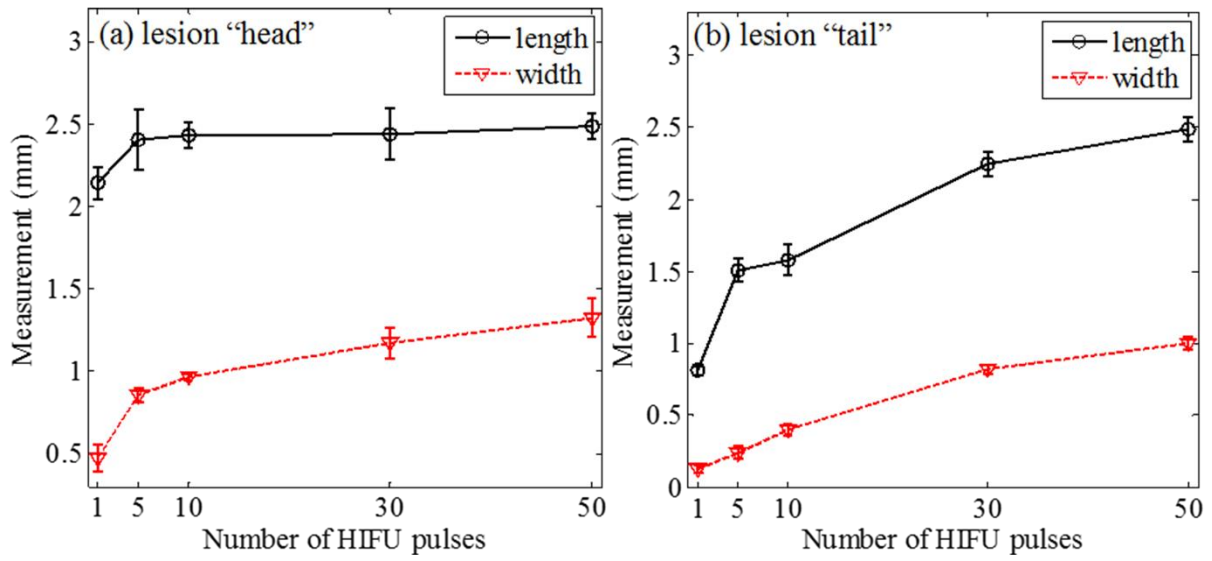 (a) lesion “head”
length
width
3
2.5
2
1.5
1
0.5
Measurement (mm)
1 5 10 30 50
Number of HIFU pulses
(b) lesion “tail”
length
width
3
2.5
2
1.5
1
0.5
0
Measurement (mm)
1 5 10 30 50
Number of HIFU pulses